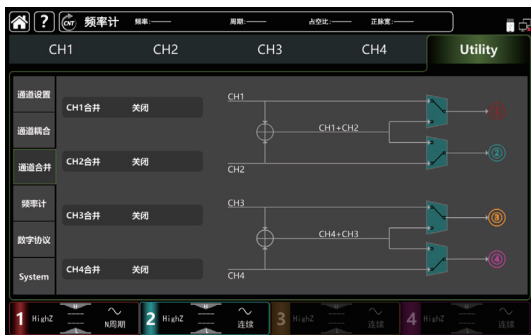 ? CNT 频率计 频率:—— 周期:—— 占空比:—— 正脉宽:——
CH1 CH2 CH3 CH4 Utility
通道设置
通道耦合
通道合并
频率计
数字协议
System
CH1合并 关闭
CH2合并 关闭
CH3合并 关闭
CH4合并 关闭
CH1
CH1+CH2
②
CH2
CH3
CH4+CH3
③
④
CH4
1 HighZ N周期
2 HighZ 连续
3 HighZ 连续
4 HighZ 连续